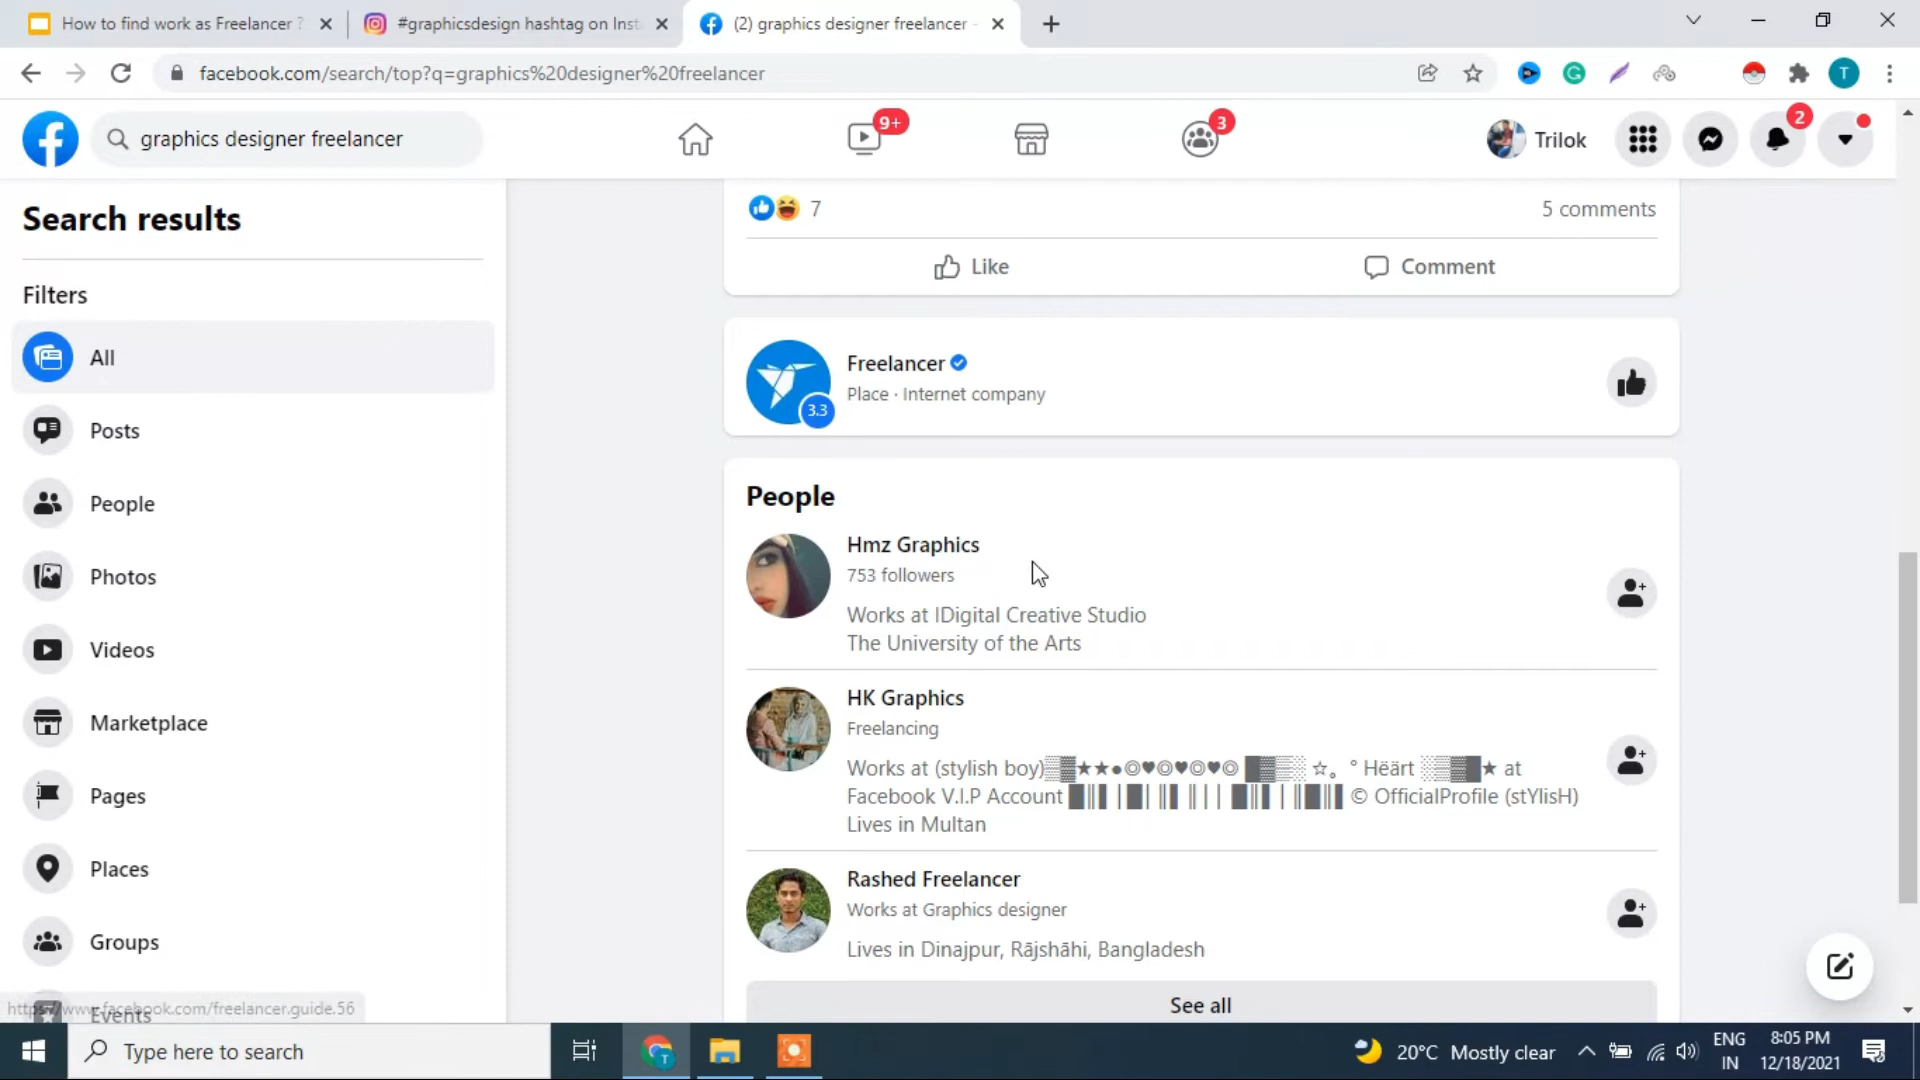 How to find work as Freelancer ?
#graphicsdesign hashtag on Inst
(2) graphics designer freelancer -
facebook.com/search/top?q=graphics%20designer%20freelancer
T
graphics designer freelancer
9+
3
Trilok
2
Search results
Filters
All
Posts
People
Photos
Videos
Marketplace
Pages
Places
Groups
Events
https://www.facebook.com/freelancer.guide.56
7
5 comments
Like
Comment
Freelancer
3.3
Place · Internet company
People
Hmz Graphics
753 followers
Works at IDigital Creative Studio
The University of the Arts
HK Graphics
Freelancing
Works at (stylish boy)▒▓★★●◎♥◎♥◎♥◎ █▓▒░ ☆。° Hëärt ░▒▓█★ at
Facebook V.I.P Account © OfficialProfile (stYlisH)
Lives in Multan
Rashed Freelancer
Works at Graphics designer
Lives in Dinajpur, Rājshāhi, Bangladesh
See all
Type here to search
T
20°C Mostly clear
ENG
IN
8:05 PM
12/18/2021